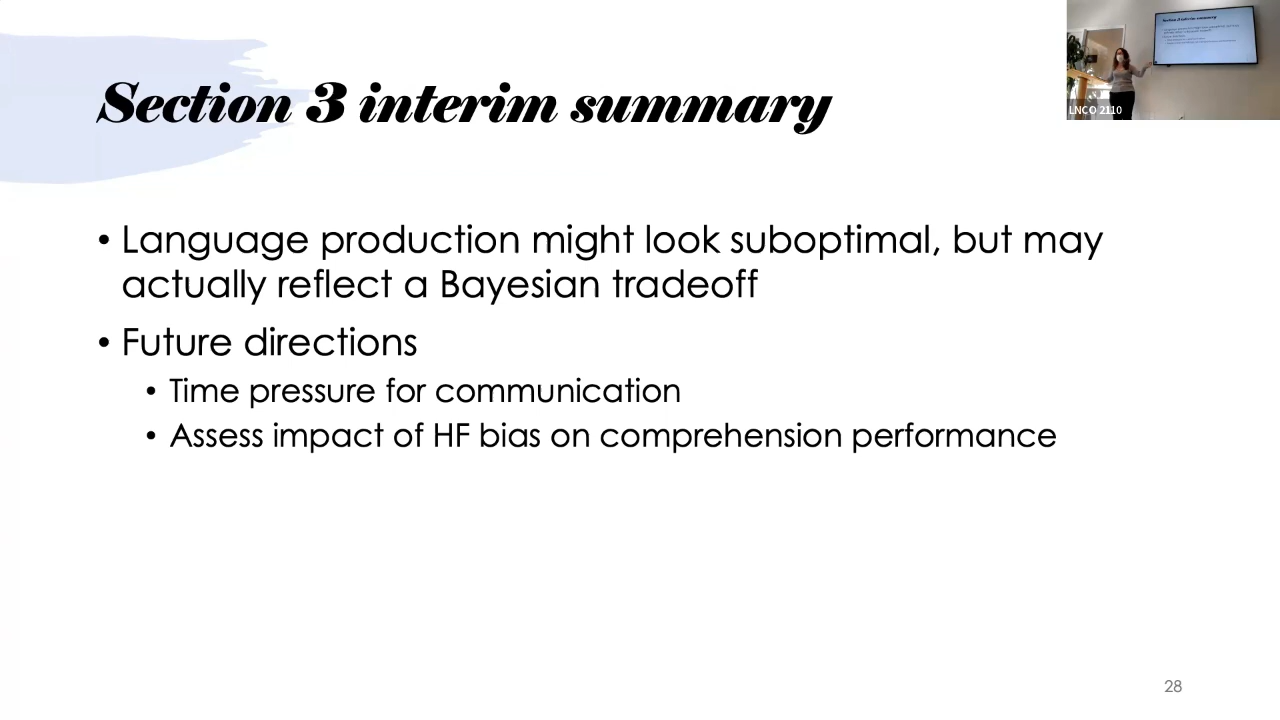 Section 3 interim summary
LNCO 2110
• Language production might look suboptimal, but may
actually reflect a Bayesian tradeoff
• Future directions
• Time pressure for communication
• Assess impact of HF bias on comprehension performance
28